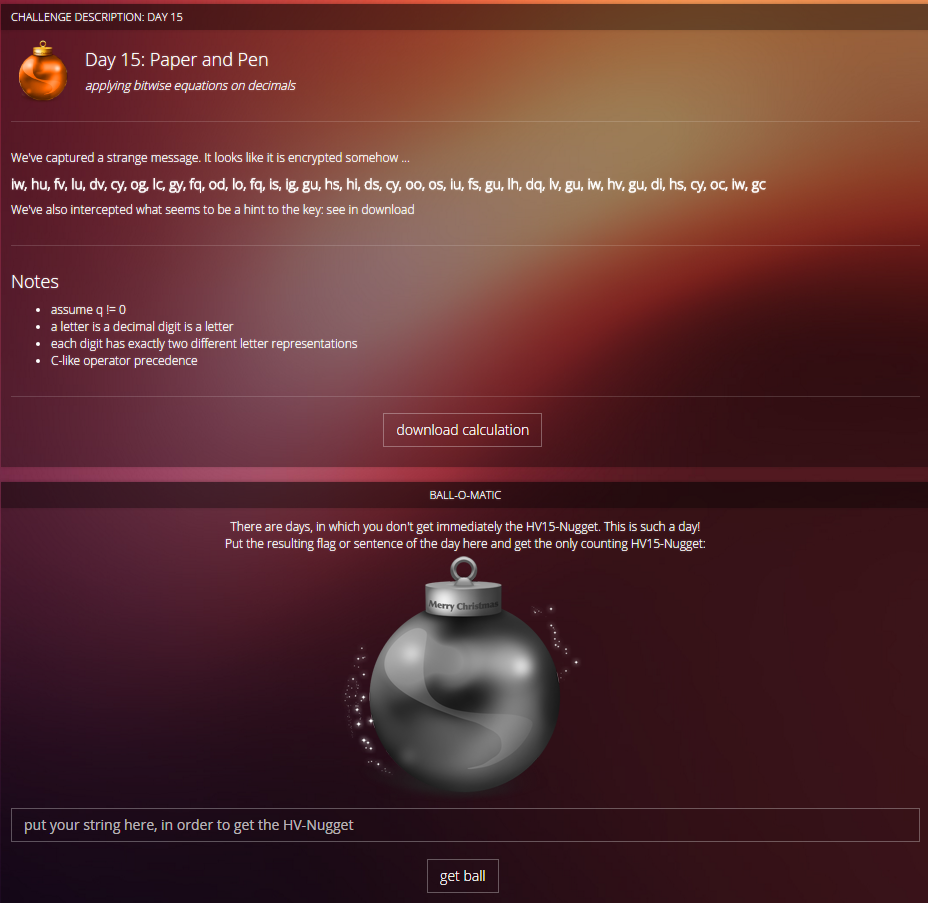 CHALLENGE DESCRIPTION: DAY 15
Day 15: Paper and Pen
applying bitwise equations on decimals
We've captured a strange message. It looks like it is encrypted somehow ...
iw, hu, fv, lu, dv, cy, og, lc, gy, fq, od, lo, fq, is, ig, gu, hs, hi, ds, cy, oo, os, iu, fs, gu, lh, dq, lv, gu, iw, hv, gu, di, hs, cy, oc, iw, gc
We've also intercepted what seems to be a hint to the key: see in download
Notes
• assume q != 0
• a letter is a decimal digit is a letter
• each digit has exactly two different letter representations
• C-like operator precedence
download calculation
BALL-O-MATIC
There are days, in which you don't get immediately the HV15-Nugget. This is such a day!
Put the resulting flag or sentence of the day here and get the only counting HV15-Nugget:
Merry Christmas
put your string here, in order to get the HV-Nugget
get ball